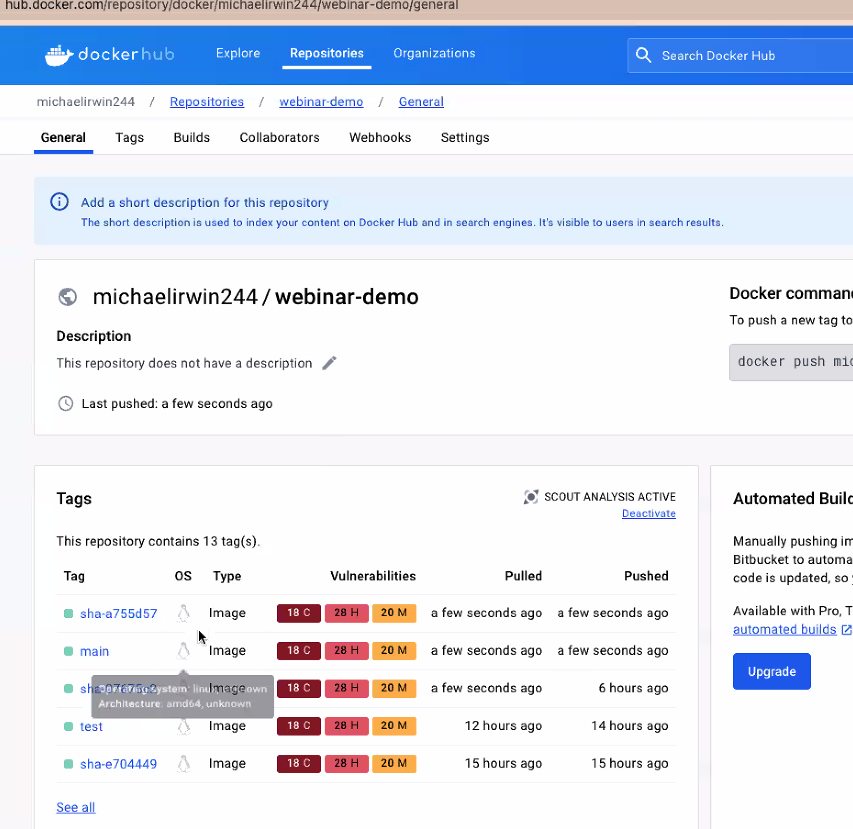 hub.docker.com/repository/docker/michaelirwin244/webinar-demo/general
dockerhub Explore Repositories Organizations Search Docker Hub
michaelirwin244 / Repositories / webinar-demo / General
General Tags Builds Collaborators Webhooks Settings
Add a short description for this repository
The short description is used to index your content on Docker Hub and in search engines. It's visible to users in search results.
michaelirwin244 / webinar-demo
Description
This repository does not have a description
Last pushed: a few seconds ago
Docker command
To push a new tag to
docker push mic
Tags
SCOUT ANALYSIS ACTIVE
Deactivate
This repository contains 13 tag(s).
Tag OS Type Vulnerabilities Pulled Pushed
sha-a755d57 Image 18 C 28 H 20 M a few seconds ago a few seconds ago
main Image 18 C 28 H 20 M a few seconds ago a few seconds ago
Image 18 C 28 H 20 M a few seconds ago 6 hours ago
Operating System: linux, unknown
Architecture: amd64, unknown
test Image 18 C 28 H 20 M 12 hours ago 14 hours ago
sha-e704449 Image 18 C 28 H 20 M 15 hours ago 15 hours ago
See all
Automated Build
Manually pushing im
Bitbucket to automa
code is updated, so
Available with Pro, T
automated builds
Upgrade